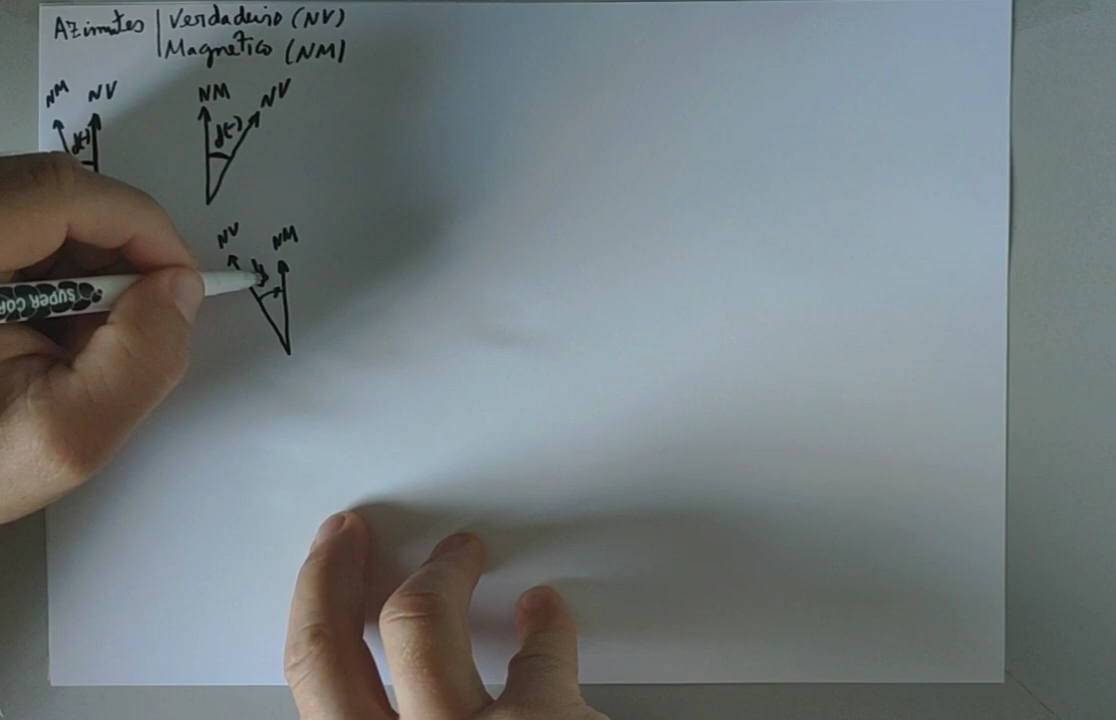 Azimutes | Verdadeiro (NV)
| Magnético (NM)
NM NV NM NV
d(-) d(-)
NV NM
SUPER